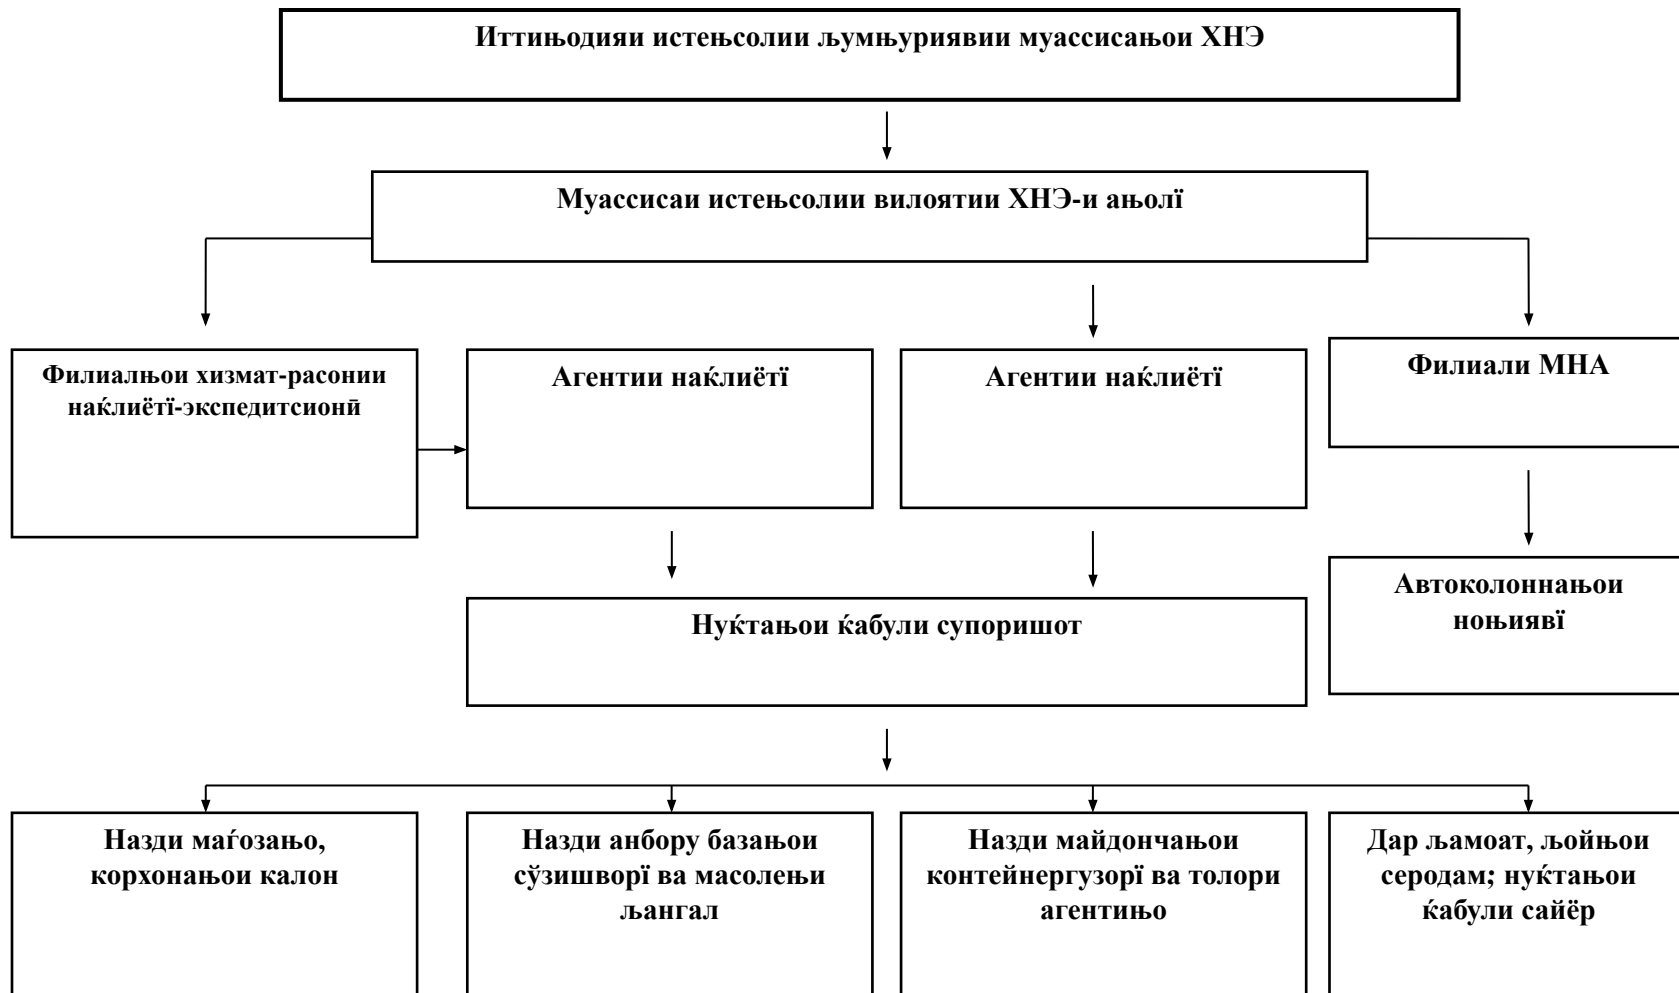 Иттињодияи истењсолии љумњуриявии муассисањои ХНЭ
Муассисаи истењсолии вилоятии ХНЭ-и ањолї
Филиалњои хизмат-расонии
наќлиётї-экспедитсионӣ
Агентии наќлиётї
Агентии наќлиётї
Филиали МНА
Автоколоннањои
ноњиявї
Нуќтањои ќабули супоришот
Назди маѓозањо,
корхонањои калон
Назди анбору базањои
сўзишворї ва масолењи
љангал
Назди майдончањои
контейнергузорї ва толори
агентињо
Дар љамоат, љойњои
серодам; нуќтањои
ќабули сайёр